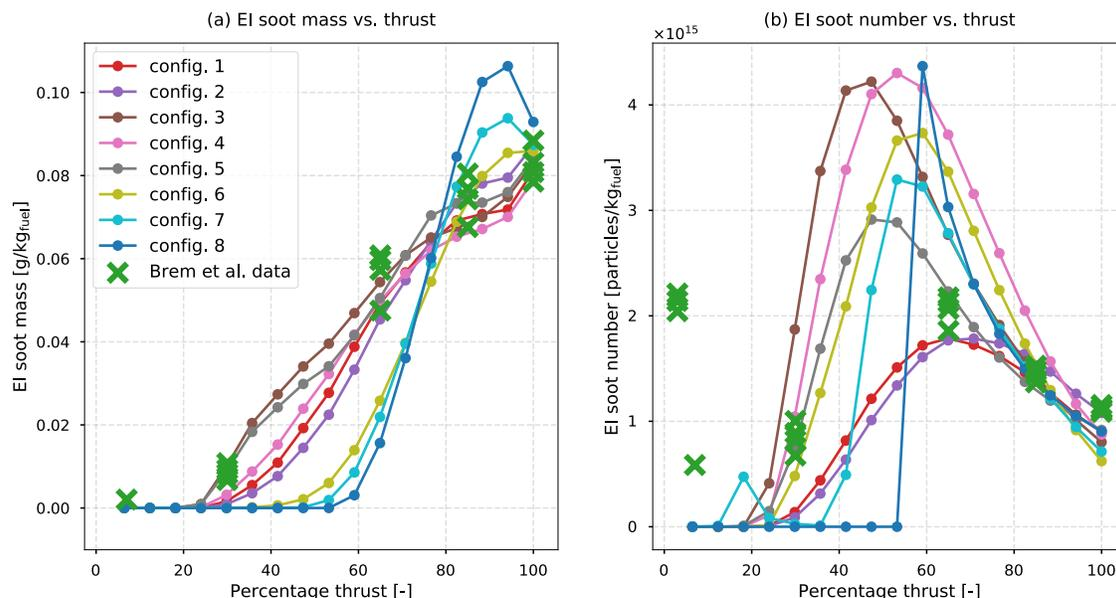 (a) EI soot mass vs. thrust
EI soot mass [g/kg_fuel]
0.10
0.08
0.06
0.04
0.02
0.00
config. 1
config. 2
config. 3
config. 4
config. 5
config. 6
config. 7
config. 8
Brem et al. data
0 20 40 60 80 100
Percentage thrust [-]
(b) EI soot number vs. thrust
×10¹⁵
EI soot number [particles/kg_fuel]
4
3
2
1
0
0 20 40 60 80 100
Percentage thrust [-]